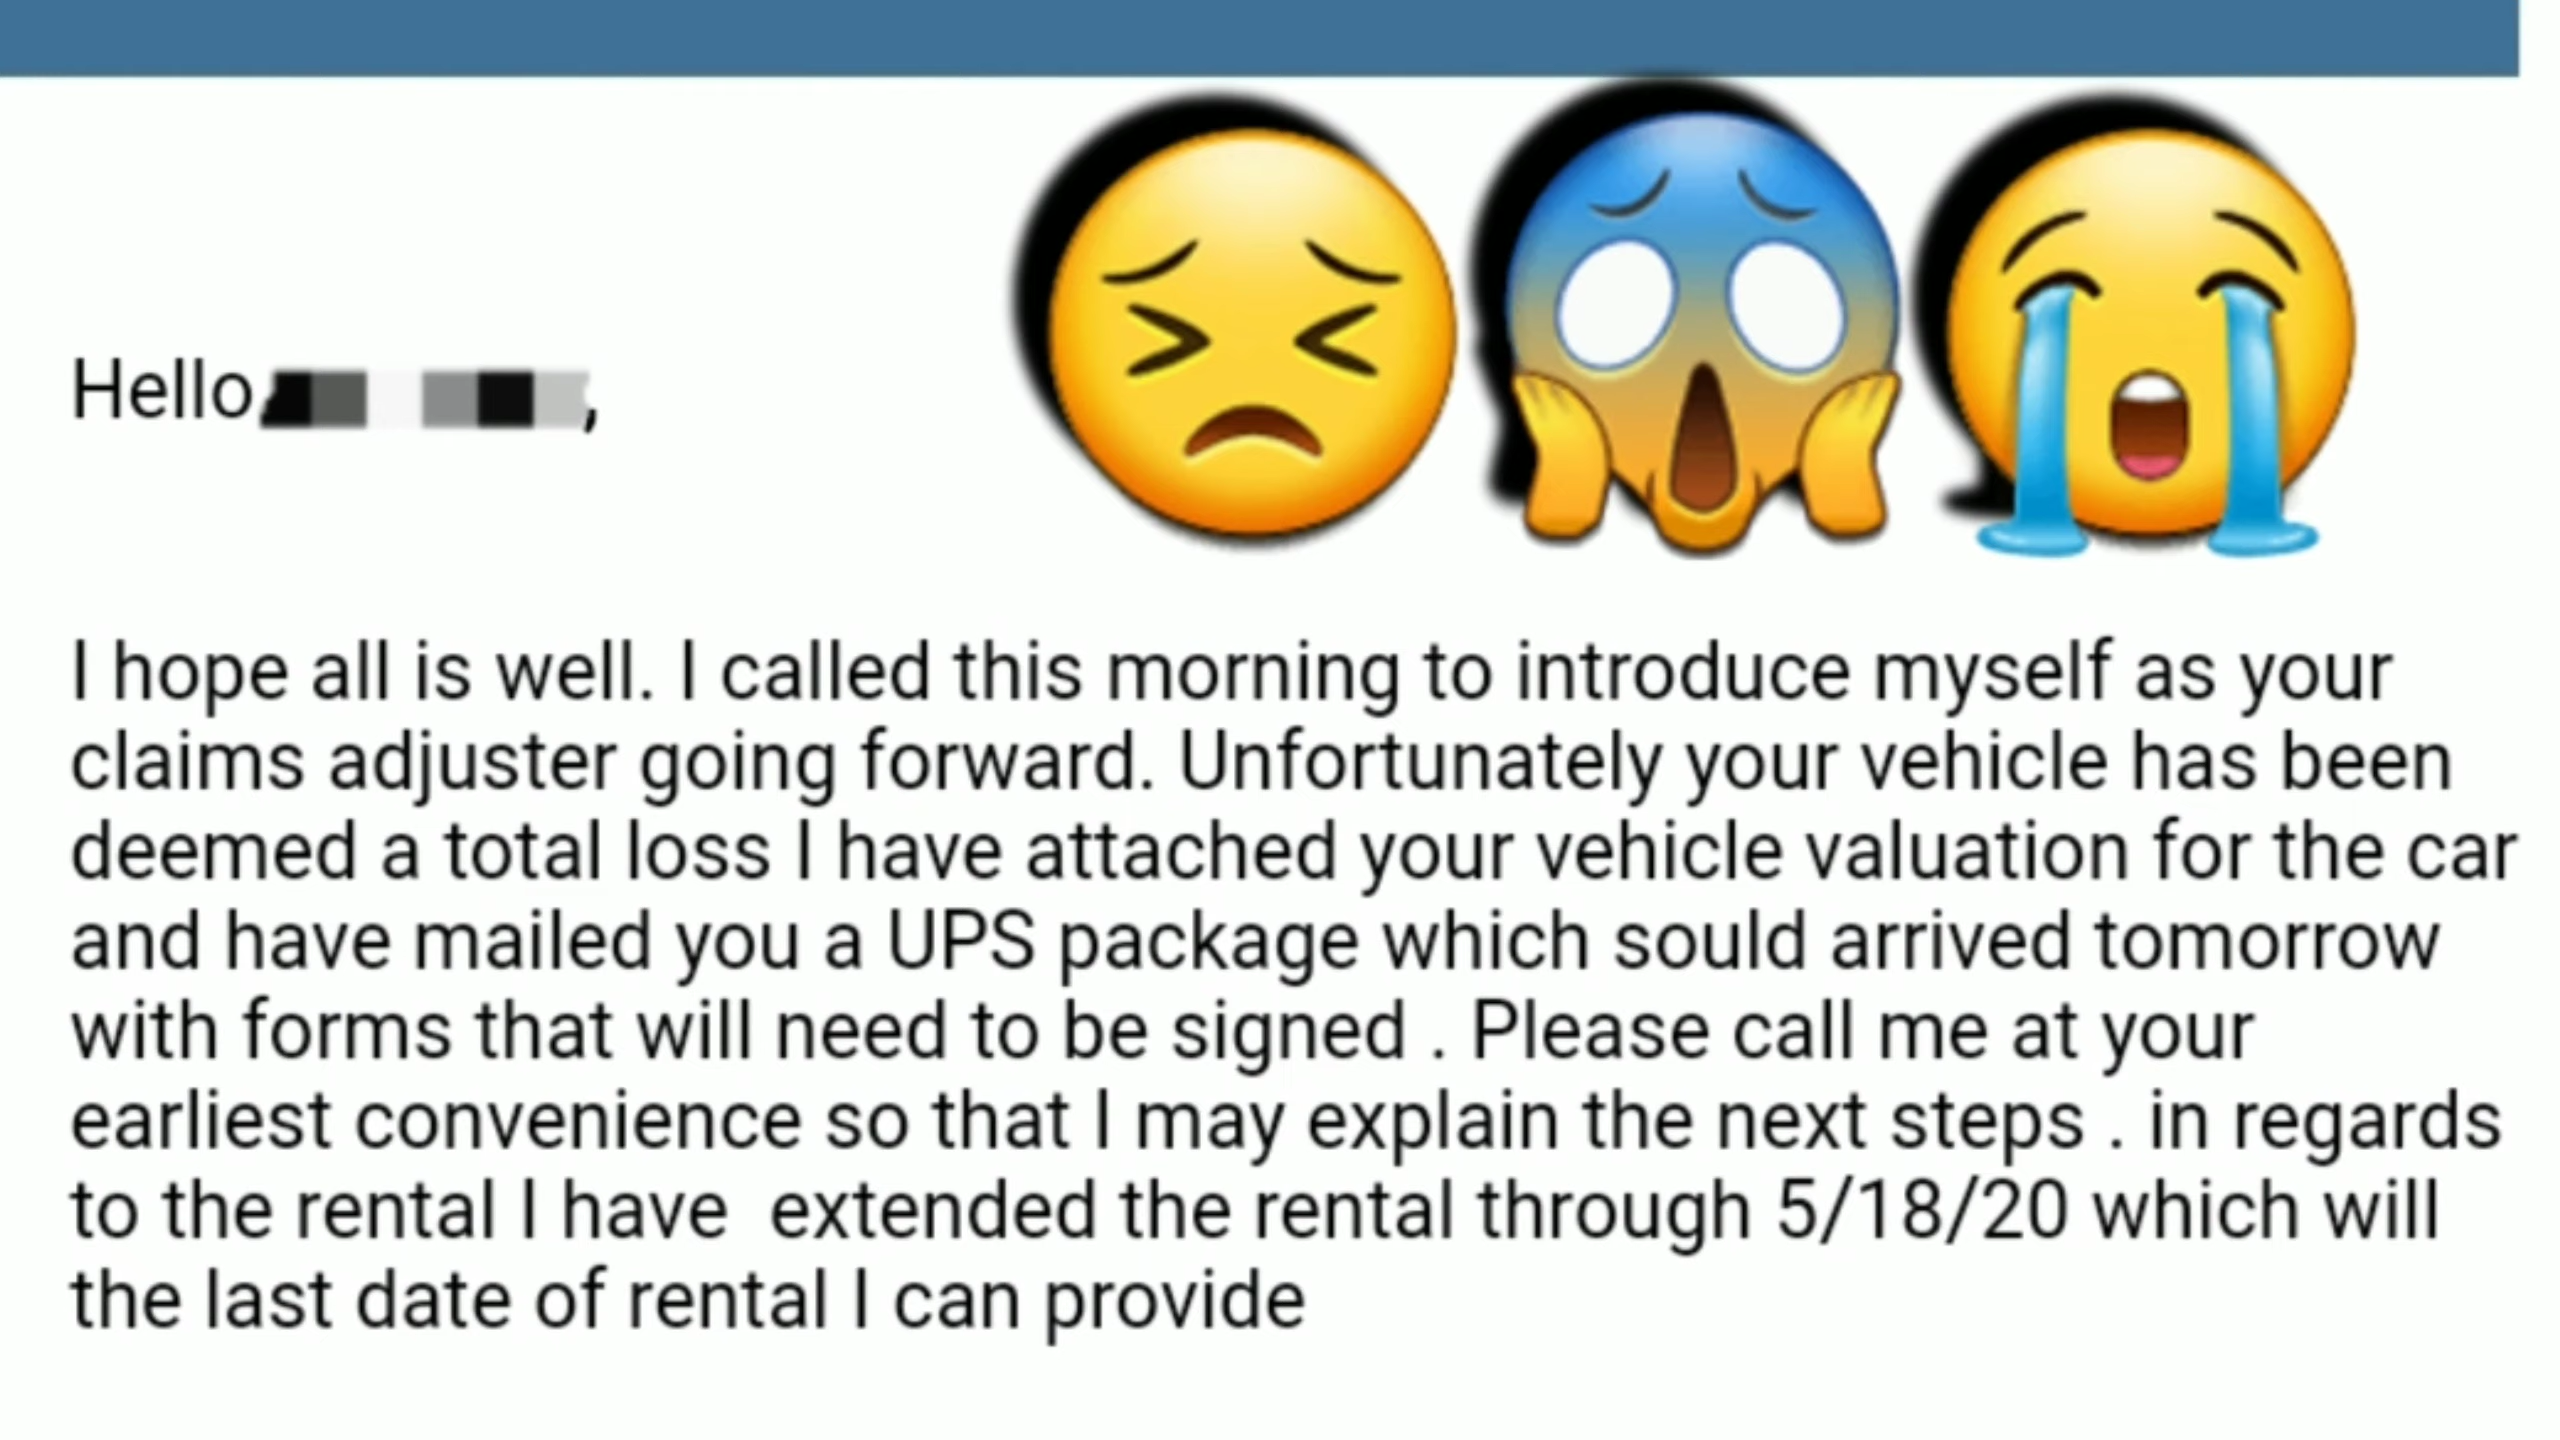 Hello ,
I hope all is well. I called this morning to introduce myself as your
claims adjuster going forward. Unfortunately your vehicle has been
deemed a total loss I have attached your vehicle valuation for the car
and have mailed you a UPS package which sould arrived tomorrow
with forms that will need to be signed . Please call me at your
earliest convenience so that I may explain the next steps . in regards
to the rental I have  extended the rental through 5/18/20 which will
the last date of rental I can provide